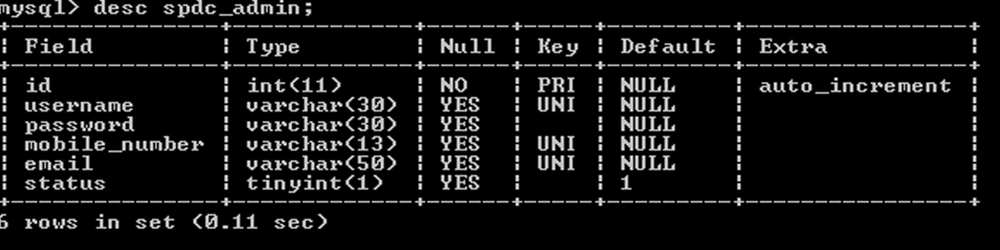 mysql> desc spdc_admin;
+----------------+--------------+------+-----+---------+----------------+
| Field          | Type         | Null | Key | Default | Extra          |
+----------------+--------------+------+-----+---------+----------------+
| id             | int(11)      | NO   | PRI | NULL    | auto_increment |
| username       | varchar(30)  | YES  | UNI | NULL    |                |
| password       | varchar(30)  | YES  |     | NULL    |                |
| mobile_number  | varchar(13)  | YES  | UNI | NULL    |                |
| email          | varchar(50)  | YES  | UNI | NULL    |                |
| status         | tinyint(1)   | YES  |     | 1       |                |
+----------------+--------------+------+-----+---------+----------------+
6 rows in set (0.11 sec)